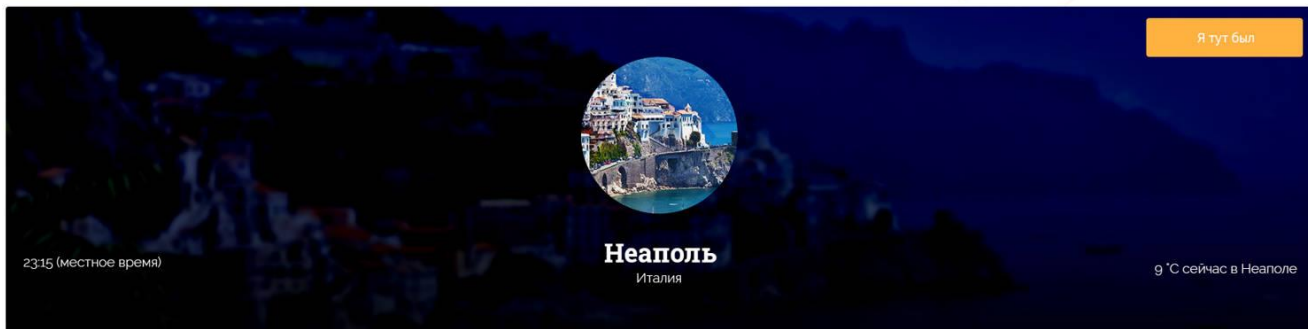 Я тут был
Неаполь
Италия
23:15 (местное время)
9 °C сейчас в Неаполе